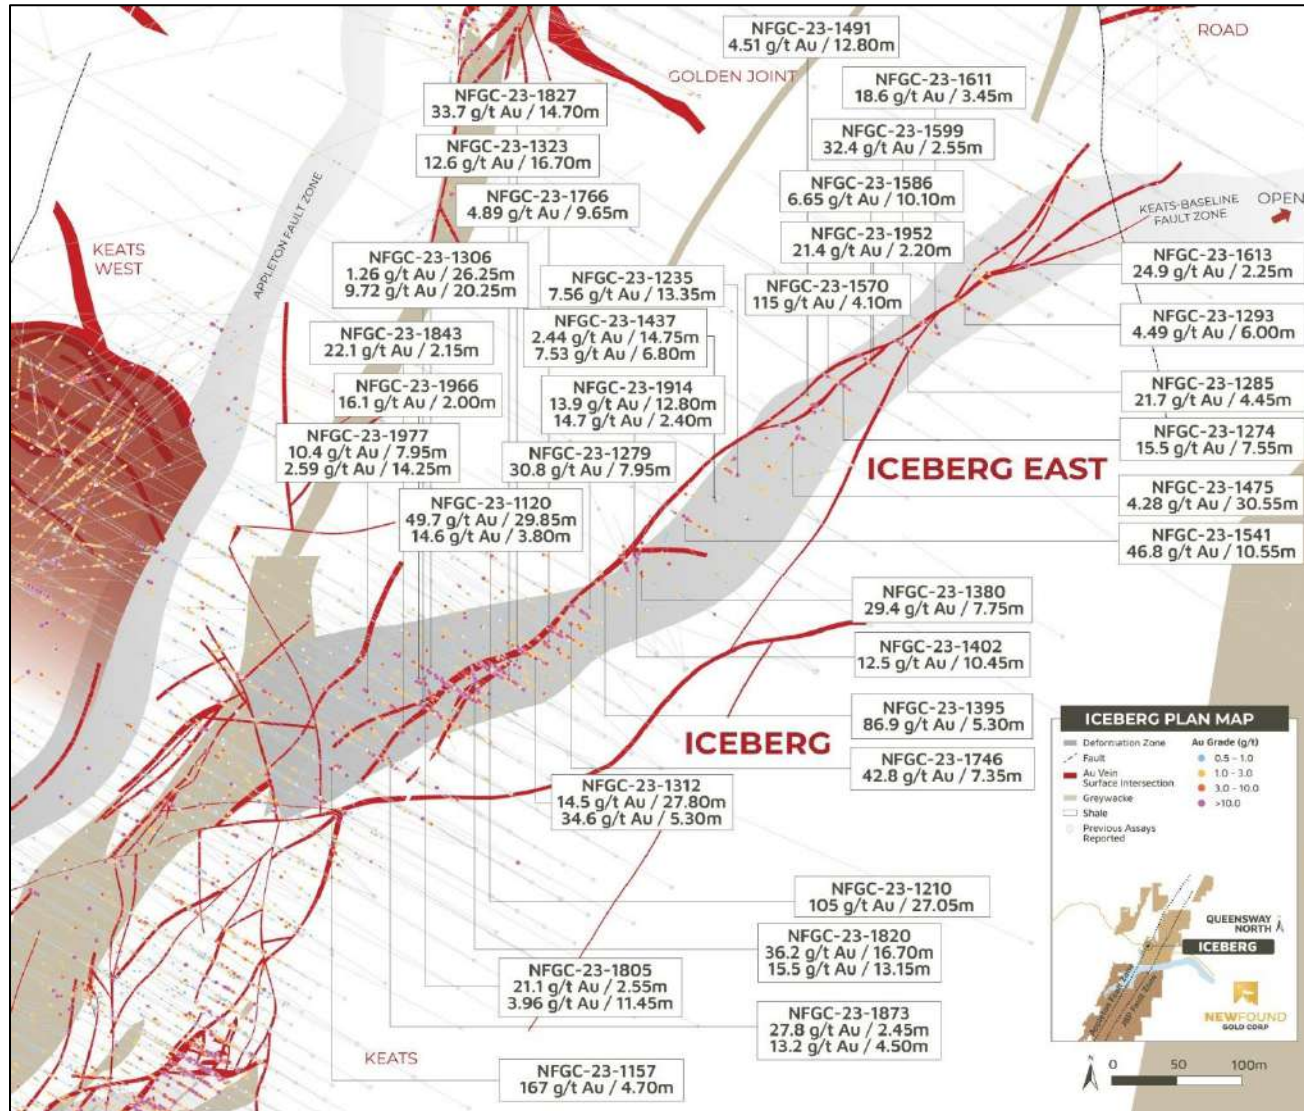 NFGC-23-1491
4.51 g/t Au / 12.80m
ROAD
GOLDEN JOINT
NFGC-23-1827
33.7 g/t Au / 14.70m
NFGC-23-1611
18.6 g/t Au / 3.45m
NFGC-23-1323
12.6 g/t Au / 16.70m
NFGC-23-1599
32.4 g/t Au / 2.55m
NFGC-23-1766
4.89 g/t Au / 9.65m
NFGC-23-1586
6.65 g/t Au / 10.10m
KEATS-BASELINE
FAULT ZONE
OPEN
APPLETON FAULT ZONE
KEATS
WEST
NFGC-23-1306
1.26 g/t Au / 26.25m
9.72 g/t Au / 20.25m
NFGC-23-1235
7.56 g/t Au / 13.35m
NFGC-23-1952
21.4 g/t Au / 2.20m
NFGC-23-1613
24.9 g/t Au / 2.25m
NFGC-23-1570
115 g/t Au / 4.10m
NFGC-23-1293
4.49 g/t Au / 6.00m
NFGC-23-1843
22.1 g/t Au / 2.15m
NFGC-23-1437
2.44 g/t Au / 14.75m
7.53 g/t Au / 6.80m
NFGC-23-1966
16.1 g/t Au / 2.00m
NFGC-23-1914
13.9 g/t Au / 12.80m
14.7 g/t Au / 2.40m
NFGC-23-1285
21.7 g/t Au / 4.45m
NFGC-23-1977
10.4 g/t Au / 7.95m
2.59 g/t Au / 14.25m
NFGC-23-1279
30.8 g/t Au / 7.95m
NFGC-23-1274
15.5 g/t Au / 7.55m
ICEBERG EAST
NFGC-23-1475
4.28 g/t Au / 30.55m
NFGC-23-1120
49.7 g/t Au / 29.85m
14.6 g/t Au / 3.80m
NFGC-23-1541
46.8 g/t Au / 10.55m
NFGC-23-1380
29.4 g/t Au / 7.75m
NFGC-23-1402
12.5 g/t Au / 10.45m
NFGC-23-1395
86.9 g/t Au / 5.30m
ICEBERG
NFGC-23-1746
42.8 g/t Au / 7.35m
NFGC-23-1312
14.5 g/t Au / 27.80m
34.6 g/t Au / 5.30m
NFGC-23-1210
105 g/t Au / 27.05m
NFGC-23-1820
36.2 g/t Au / 16.70m
15.5 g/t Au / 13.15m
NFGC-23-1805
21.1 g/t Au / 2.55m
3.96 g/t Au / 11.45m
NFGC-23-1873
27.8 g/t Au / 2.45m
13.2 g/t Au / 4.50m
KEATS
NFGC-23-1157
167 g/t Au / 4.70m
ICEBERG PLAN MAP
Deformation Zone
Fault
Au Vein
Surface Intersection
Greywacke
Shale
Previous Assays
Reported
Au Grade (g/t)
0.5 - 1.0
1.0 - 3.0
3.0 - 10.0
>10.0
QUEENSWAY
NORTH
ICEBERG
Appleton Fault Zone
JBP Fault Zone
NEWFOUND
GOLD CORP
N
0 50 100m